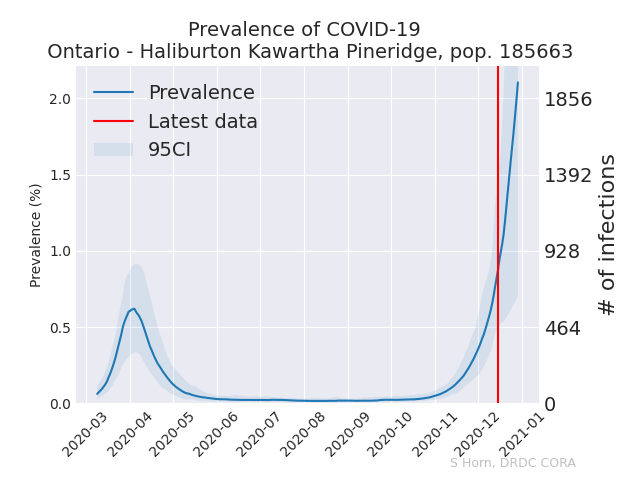 Prevalence of COVID-19
Ontario - Haliburton Kawartha Pineridge, pop. 185663
Prevalence
Latest data
95CI
Prevalence (%)
2.0
1.5
1.0
0.5
0.0
1856
1392
928
464
0
# of infections
2020-03
2020-04
2020-05
2020-06
2020-07
2020-08
2020-09
2020-10
2020-11
2020-12
2021-01
S Horn, DRDC CORA